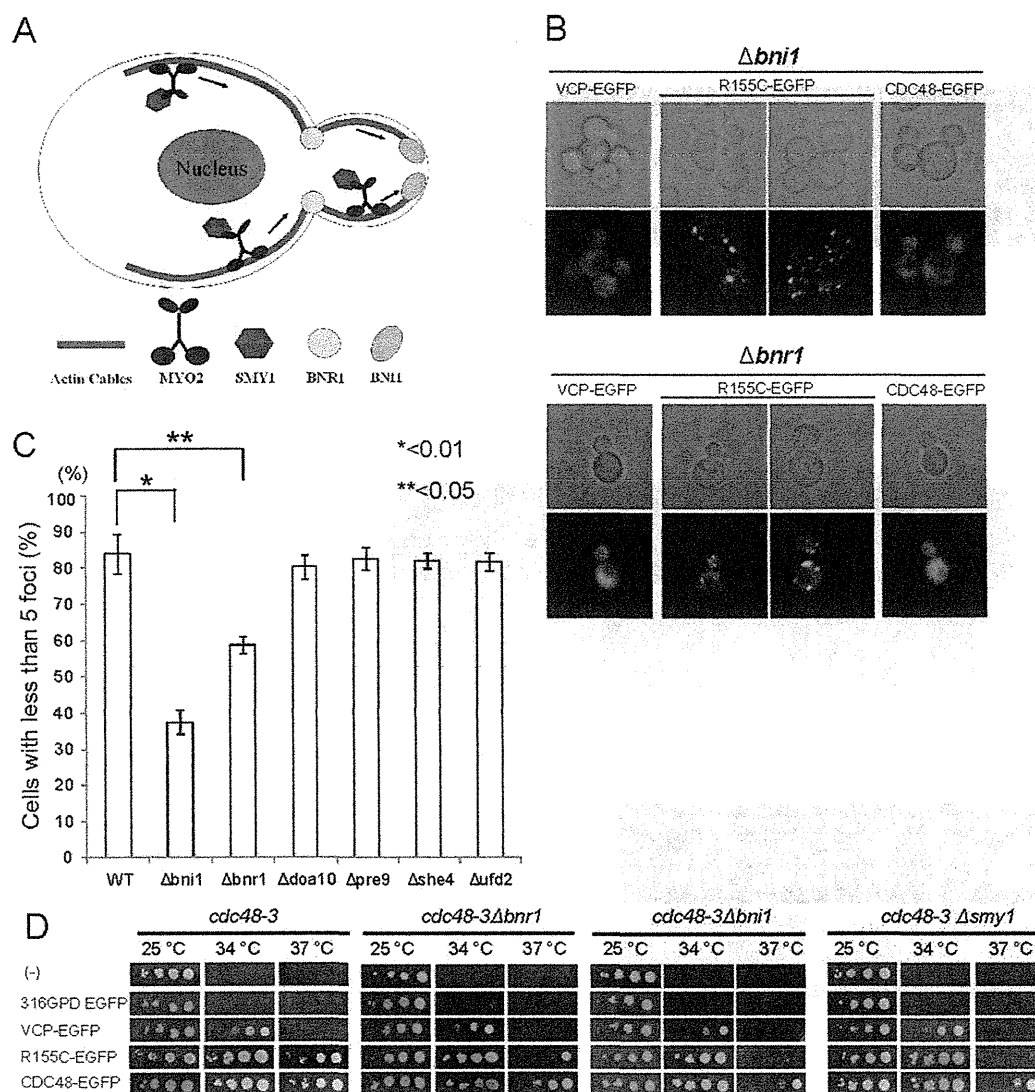 A
Nucleus
Actin Cables MYO2 SMY1 BNR1 BNI1
B
Δbni1
VCP-EGFP R155C-EGFP CDC48-EGFP
Δbnr1
VCP-EGFP R155C-EGFP CDC48-EGFP
C
**
*
*<0.01
**<0.05
(%)
Cells with less than 5 foci (%)
100
90
80
70
60
50
40
30
20
10
0
WT Δbni1 Δbnr1 Δdoa10 Δpre9 Δshe4 Δufd2
D
cdc48-3 cdc48-3Δbnr1 cdc48-3Δbni1 cdc48-3 Δsmy1
25 °C 34 °C 37 °C 25 °C 34 °C 37 °C 25 °C 34 °C 37 °C 25 °C 34 °C 37 °C
(-)
316GPD EGFP
VCP-EGFP
R155C-EGFP
CDC48-EGFP